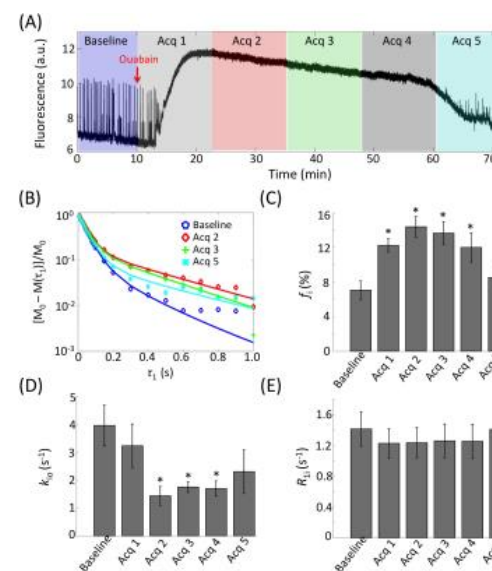 (A)
Baseline Acq 1 Acq 2 Acq 3 Acq 4 Acq 5
Ouabain
Fluorescence (a.u.)
12
10
8
6
0 10 20 30 40 50 60 70
Time (min)
(B)
[M₀ – M(τ₁)]/M₀
10⁰
10⁻¹
10⁻²
10⁻³
0 0.2 0.4 0.6 0.8 1.0
τ₁ (s)
Baseline
Acq 2
Acq 3
Acq 5
(C)
fᵢ (%)
16
12
8
4
0
* * * *
Baseline Acq 1 Acq 2 Acq 3 Acq 4
(D)
kᵢₒ (s⁻¹)
5
4
3
2
1
0
* * *
Baseline Acq 1 Acq 2 Acq 3 Acq 4 Acq 5
(E)
R₁ᵢ (s⁻¹)
1.8
1.2
0.6
0
Baseline Acq 1 Acq 2 Acq 3 Acq 4